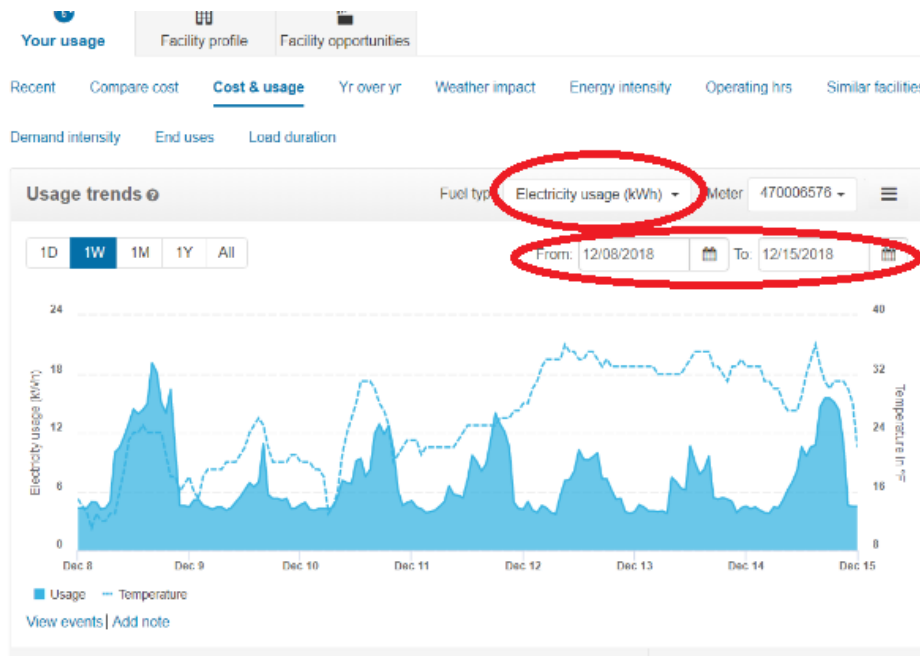 Your usage Facility profile Facility opportunities
Recent Compare cost Cost & usage Yr over yr Weather impact Energy intensity Operating hrs Similar facilities
Demand intensity End uses Load duration
Usage trends Fuel typ Electricity usage (kWh) Meter 470006576
1D 1W 1M 1Y All From: 12/08/2018 To: 12/15/2018
24 40
18 32
12 24
6 16
0 8
Electricity usage (kWh)
Temperature in °F
Dec 8 Dec 9 Dec 10 Dec 11 Dec 12 Dec 13 Dec 14 Dec 15
Usage Temperature
View events | Add note